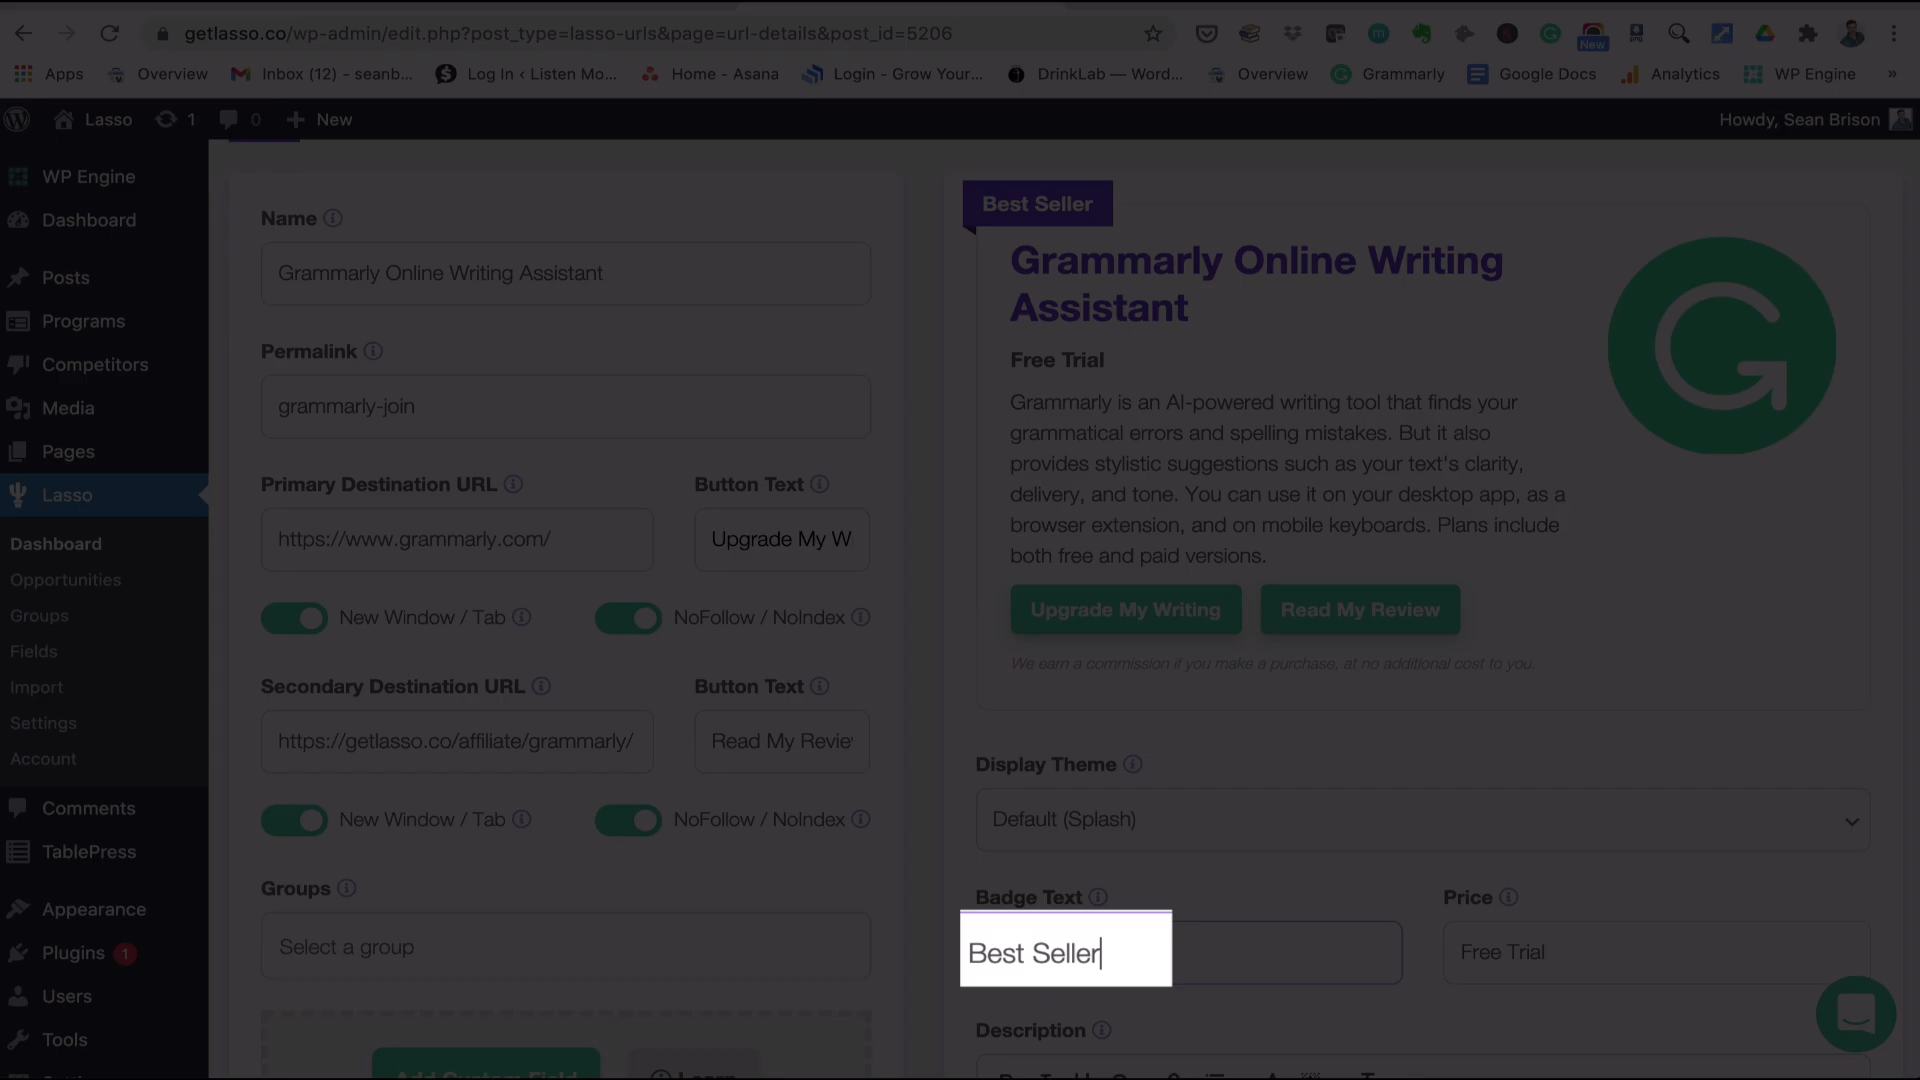 getlasso.co/wp-admin/edit.php?post_type=lasso-urls&page=url-details&post_id=5206
New
Apps
Overview
Inbox (12) - seanb...
Log In ‹ Listen Mo...
Home - Asana
Login - Grow Your...
DrinkLab — Word...
Overview
Grammarly
Google Docs
Analytics
WP Engine
»
Lasso
1
0
New
Howdy, Sean Brison
WP Engine
Dashboard
Posts
Programs
Competitors
Media
Pages
Lasso
Dashboard
Opportunities
Groups
Fields
Import
Settings
Account
Comments
TablePress
Appearance
Plugins 1
Users
Tools
Name
Grammarly Online Writing Assistant
Permalink
grammarly-join
Primary Destination URL
Button Text
https://www.grammarly.com/
Upgrade My W
New Window / Tab
NoFollow / NoIndex
Secondary Destination URL
Button Text
https://getlasso.co/affiliate/grammarly/
Read My Revie
New Window / Tab
NoFollow / NoIndex
Groups
Select a group
Add Custom Field
Learn
Best Seller
Grammarly Online Writing
Assistant
Free Trial
Grammarly is an AI-powered writing tool that finds your
grammatical errors and spelling mistakes. But it also
provides stylistic suggestions such as your text's clarity,
delivery, and tone. You can use it on your desktop app, as a
browser extension, and on mobile keyboards. Plans include
both free and paid versions.
Upgrade My Writing
Read My Review
We earn a commission if you make a purchase, at no additional cost to you.
Display Theme
Default (Splash)
Badge Text
Price
Best Seller
Free Trial
Description